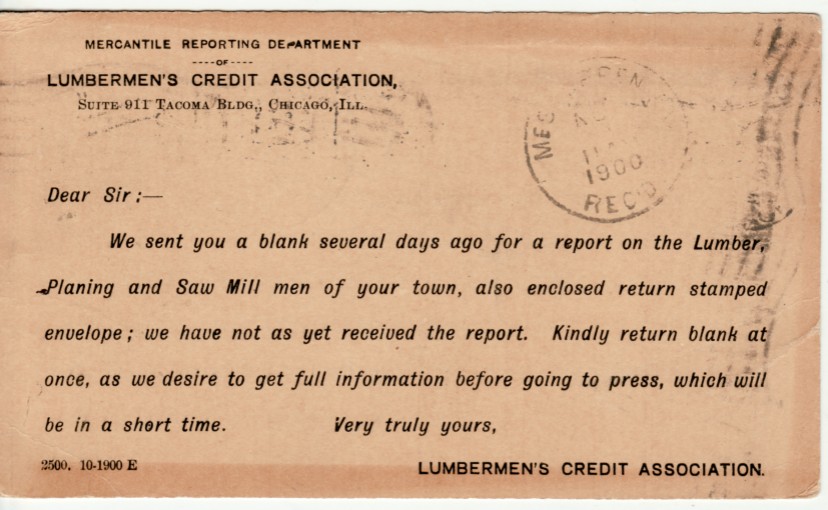 MERCANTILE REPORTING DEPARTMENT
----OF----
LUMBERMEN'S CREDIT ASSOCIATION,
SUITE 911 TACOMA BLDG., CHICAGO, ILL.
1900
REC'D
Dear Sir:—
We sent you a blank several days ago for a report on the Lumber,
Planing and Saw Mill men of your town, also enclosed return stamped
envelope; we have not as yet received the report. Kindly return blank at
once, as we desire to get full information before going to press, which will
be in a short time. Very truly yours,
2500. 10-1900 E
LUMBERMEN'S CREDIT ASSOCIATION.